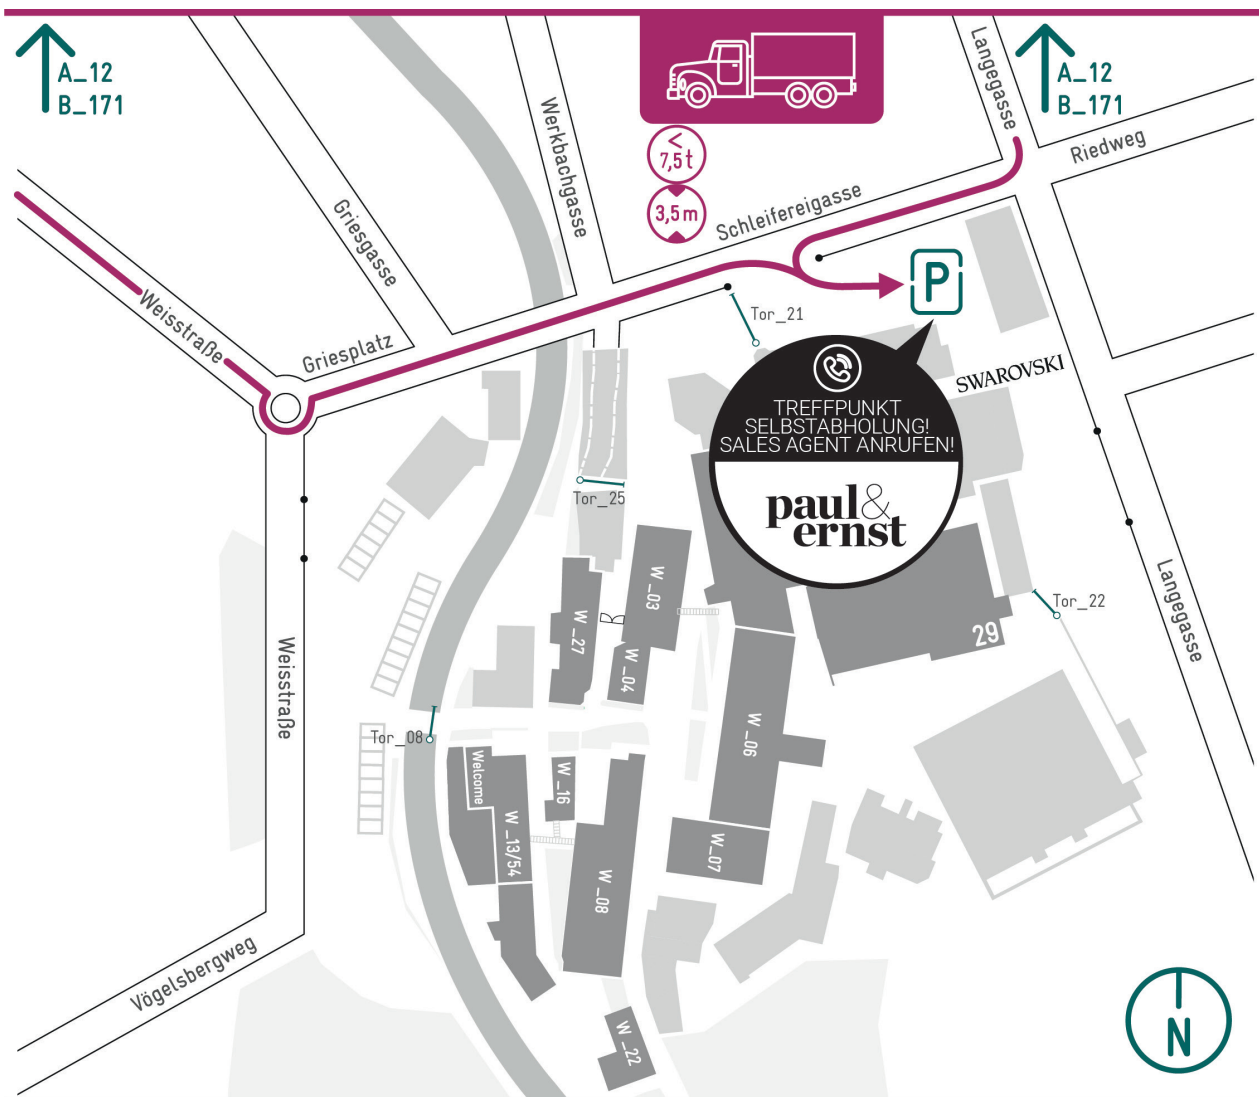 A_12
B_171
Langegasse
A_12
B_171
Werkbachgasse
Riedweg
<
7,5t
3,5m
Schleifereigasse
Griesgasse
Weisstraße
Griesplatz
P
Tor_21
SWAROVSKI
TREFFPUNKT
SELBSTABHOLUNG!
SALES AGENT ANRUFEN!
paul&
ernst
Tor_25
W_03
W_27
W_04
Tor_22
29
Langegasse
Weisstraße
Tor_08
W_06
Welcome
W_16
W_13/54
W_07
W_08
Vögelsbergweg
W_22
N